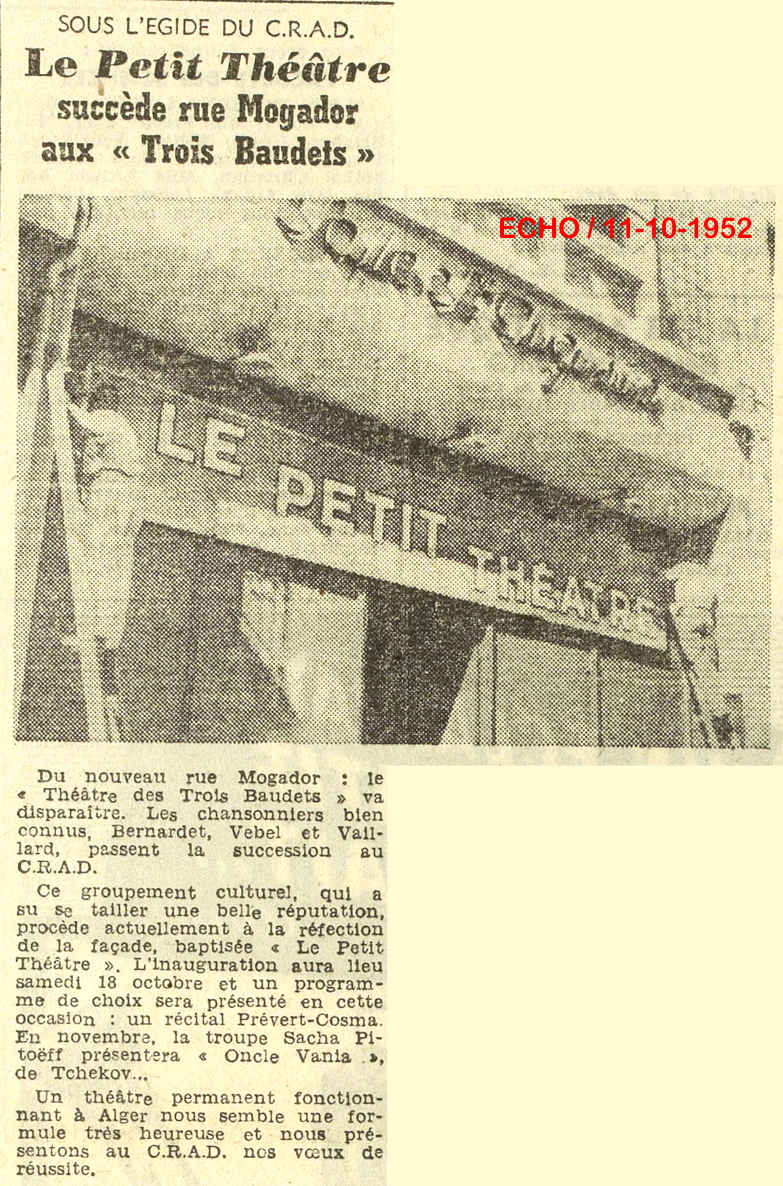 SOUS L'EGIDE DU C.R.A.D.
Le Petit Théâtre
succède rue Mogador
aux « Trois Baudets »
ECHO / 11-10-1952
LE PETIT THÉATRE
Du nouveau rue Mogador : le
« Théâtre des Trois Baudets » va
disparaître. Les chansonniers bien
connus, Bernardet, Vebel et Vail-
lard, passent la succession au
C.R.A.D.
Ce groupement culturel, qui a
su se tailler une belle réputation,
procède actuellement à la réfection
de la façade, baptisée « Le Petit
Théâtre ». L'inauguration aura lieu
samedi 18 octobre et un program-
me de choix sera présenté en cette
occasion : un récital Prévert-Cosma.
En novembre, la troupe Sacha Pi-
toëff présentera « Oncle Vania »,
de Tchekov...
Un théâtre permanent fonction-
nant à Alger nous semble une for-
mule très heureuse et nous pré-
sentons au C.R.A.D. nos vœux de
réussite.